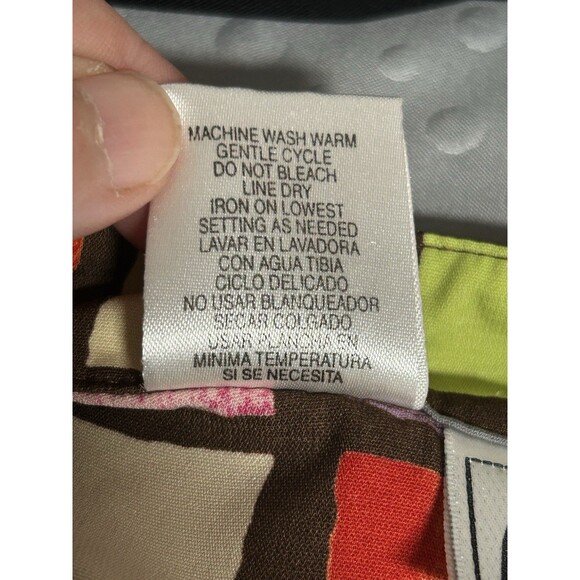 MACHINE WASH WARM
GENTLE CYCLE
DO NOT BLEACH
LINE DRY
IRON ON LOWEST
SETTING AS NEEDED
LAVAR EN LAVADORA
CON AGUA TIBIA
CICLO DELICADO
NO USAR BLANQUEADOR
SECAR COLGADO
USAR PLANCHA EN
MINIMA TEMPERATURA
SI SE NECESITA